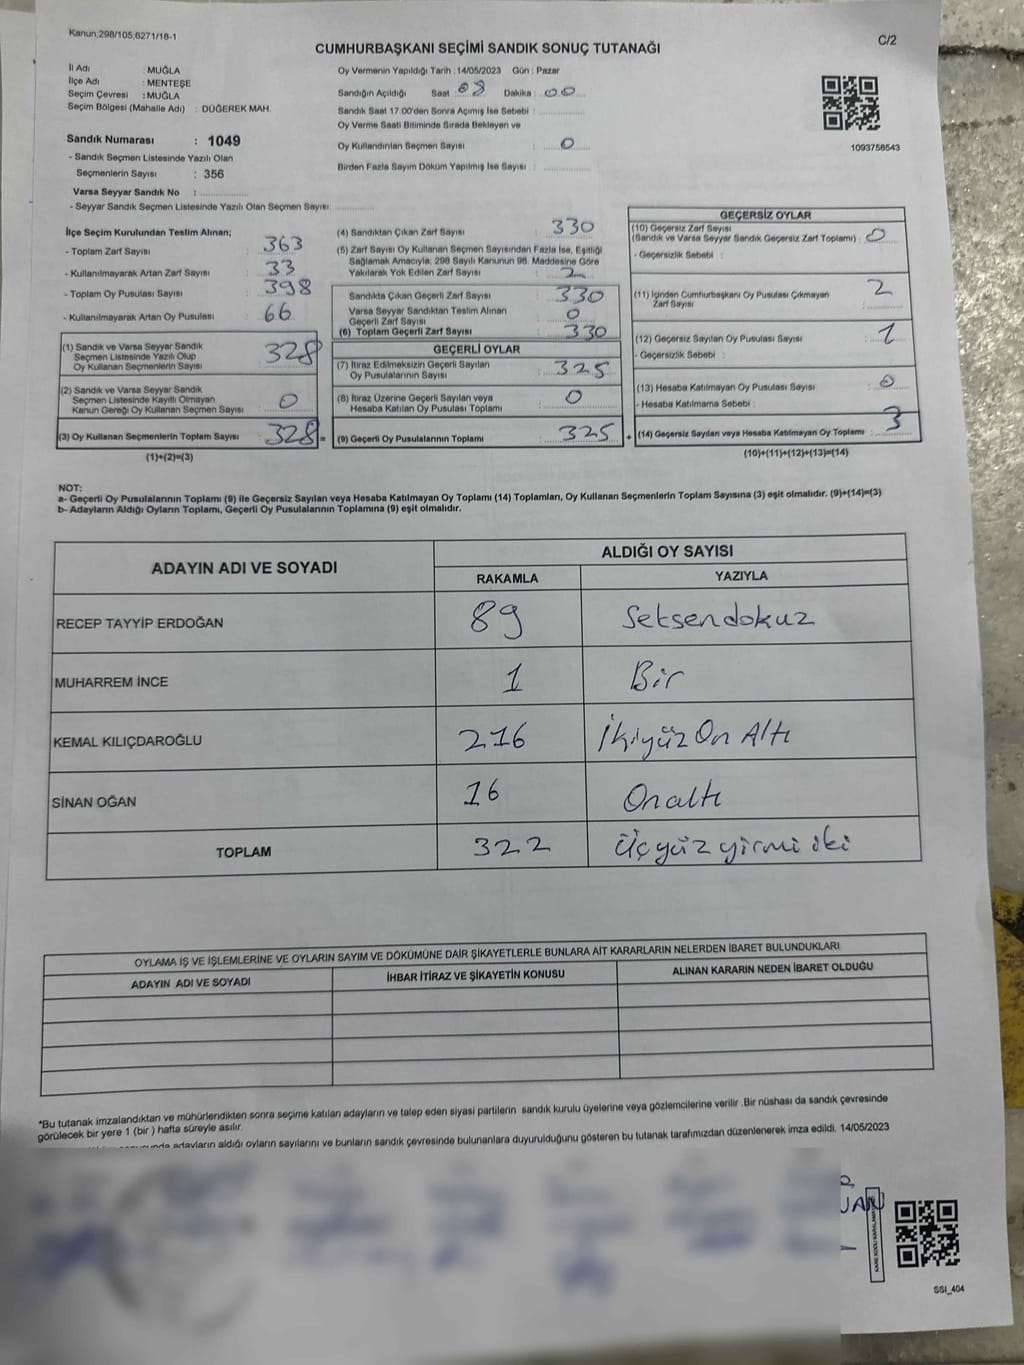 Kanun;298/105,6271/18-1
CUMHURBAŞKANI SEÇİMİ SANDIK SONUÇ TUTANAĞI
C/2
İl Adı : MUĞLA
İlçe Adı : MENTEŞE
Seçim Çevresi : MUĞLA
Seçim Bölgesi (Mahalle Adı) : DÜĞEREK MAH.
Sandık Numarası : 1049
- Sandık Seçmen Listesinde Yazılı Olan
Seçmenlerin Sayısı : 356
Varsa Seyyar Sandık No :
- Seyyar Sandık Seçmen Listesinde Yazılı Olan Seçmen Sayısı:
Oy Vermenin Yapıldığı Tarih :14/05/2023 Gün : Pazar
Sandığın Açıldığı Saat : 08 Dakika : 00
Sandık Saat 17:00'den Sonra Açılmış İse Sebebi :
Oy Verme Saati Bitiminde Sırada Bekleyen ve
Oy Kullandırılan Seçmen Sayısı : 0
Birden Fazla Sayım Döküm Yapılmış İse Sayısı :
1093758543
İlçe Seçim Kurulundan Teslim Alınan;
- Toplam Zarf Sayısı : 363
- Kullanılmayarak Artan Zarf Sayısı : 33
- Toplam Oy Pusulası Sayısı : 398
- Kullanılmayarak Artan Oy Pusulası : 66
(1) Sandık ve Varsa Seyyar Sandık
Seçmen Listesinde Yazılı Olup
Oy Kullanan Seçmenlerin Sayısı : 328
(2) Sandık ve Varsa Seyyar Sandık
Seçmen Listesinde Kayıtlı Olmayan
Kanun Gereği Oy Kullanan Seçmen Sayısı : 0
(3) Oy Kullanan Seçmenlerin Toplam Sayısı : 328 =
(1)+(2)=(3)
(4) Sandıktan Çıkan Zarf Sayısı : 330
(5) Zarf Sayısı Oy Kullanan Seçmen Sayısından Fazla İse, Eşitliği
Sağlamak Amacıyla, 298 Sayılı Kanunun 98. Maddesine Göre
Yakılarak Yok Edilen Zarf Sayısı : 2
Sandıkta Çıkan Geçerli Zarf Sayısı : 330
Varsa Seyyar Sandıktan Teslim Alınan
Geçerli Zarf Sayısı : 0
(6) Toplam Geçerli Zarf Sayısı : 330
GEÇERLİ OYLAR
(7) İtiraz Edilmeksizin Geçerli Sayılan
Oy Pusulalarının Sayısı : 325
(8) İtiraz Üzerine Geçerli Sayılan veya
Hesaba Katılan Oy Pusulası Toplamı : 0
(9) Geçerli Oy Pusulalarının Toplamı : 325 +
GEÇERSİZ OYLAR
(10) Geçersiz Zarf Sayısı
(Sandık ve Varsa Seyyar Sandık Geçersiz Zarf Toplamı) : 0
- Geçersizlik Sebebi :
(11) İçinden Cumhurbaşkanı Oy Pusulası Çıkmayan
Zarf Sayısı : 2
(12) Geçersiz Sayılan Oy Pusulası Sayısı : 1
- Geçersizlik Sebebi :
(13) Hesaba Katılmayan Oy Pusulası Sayısı : 0
- Hesaba Katılmama Sebebi :
(14) Geçersiz Sayılan veya Hesaba Katılmayan Oy Toplamı : 3
(10)+(11)+(12)+(13)=(14)
NOT:
a- Geçerli Oy Pusulalarının Toplamı (9) ile Geçersiz Sayılan veya Hesaba Katılmayan Oy Toplamı (14) Toplamları, Oy Kullanan Seçmenlerin Toplam Sayısına (3) eşit olmalıdır. (9)+(14)=(3)
b- Adayların Aldığı Oyların Toplamı, Geçerli Oy Pusulalarının Toplamına (9) eşit olmalıdır.
ADAYIN ADI VE SOYADI
ALDIĞI OY SAYISI
RAKAMLA YAZIYLA
RECEP TAYYİP ERDOĞAN 89 Seksendokuz
MUHARREM İNCE 1 Bir
KEMAL KILIÇDAROĞLU 216 İkiyüz On Altı
SİNAN OĞAN 16 Onaltı
TOPLAM 322 Üçyüz yirmi iki
OYLAMA İŞ VE İŞLEMLERİNE VE OYLARIN SAYIM VE DÖKÜMÜNE DAİR ŞİKAYETLERLE BUNLARA AİT KARARLARIN NELERDEN İBARET BULUNDUKLARI
ADAYIN ADI VE SOYADI İHBAR İTİRAZ VE ŞİKAYETİN KONUSU ALINAN KARARIN NEDEN İBARET OLDUĞU
*Bu tutanak imzalandıktan ve mühürlendikten sonra seçime katılan adayların ve talep eden siyasi partilerin sandık kurulu üyelerine veya gözlemcilerine verilir .Bir nüshası da sandık çevresinde
görülecek bir yere 1 (bir ) hafta süreyle asılır.
adayların aldığı oyların sayılarını ve bunların sandık çevresinde bulunanlara duyurulduğunu gösteren bu tutanak tarafımızdan düzenlenerek imza edildi. 14/05/2023
SSI_404